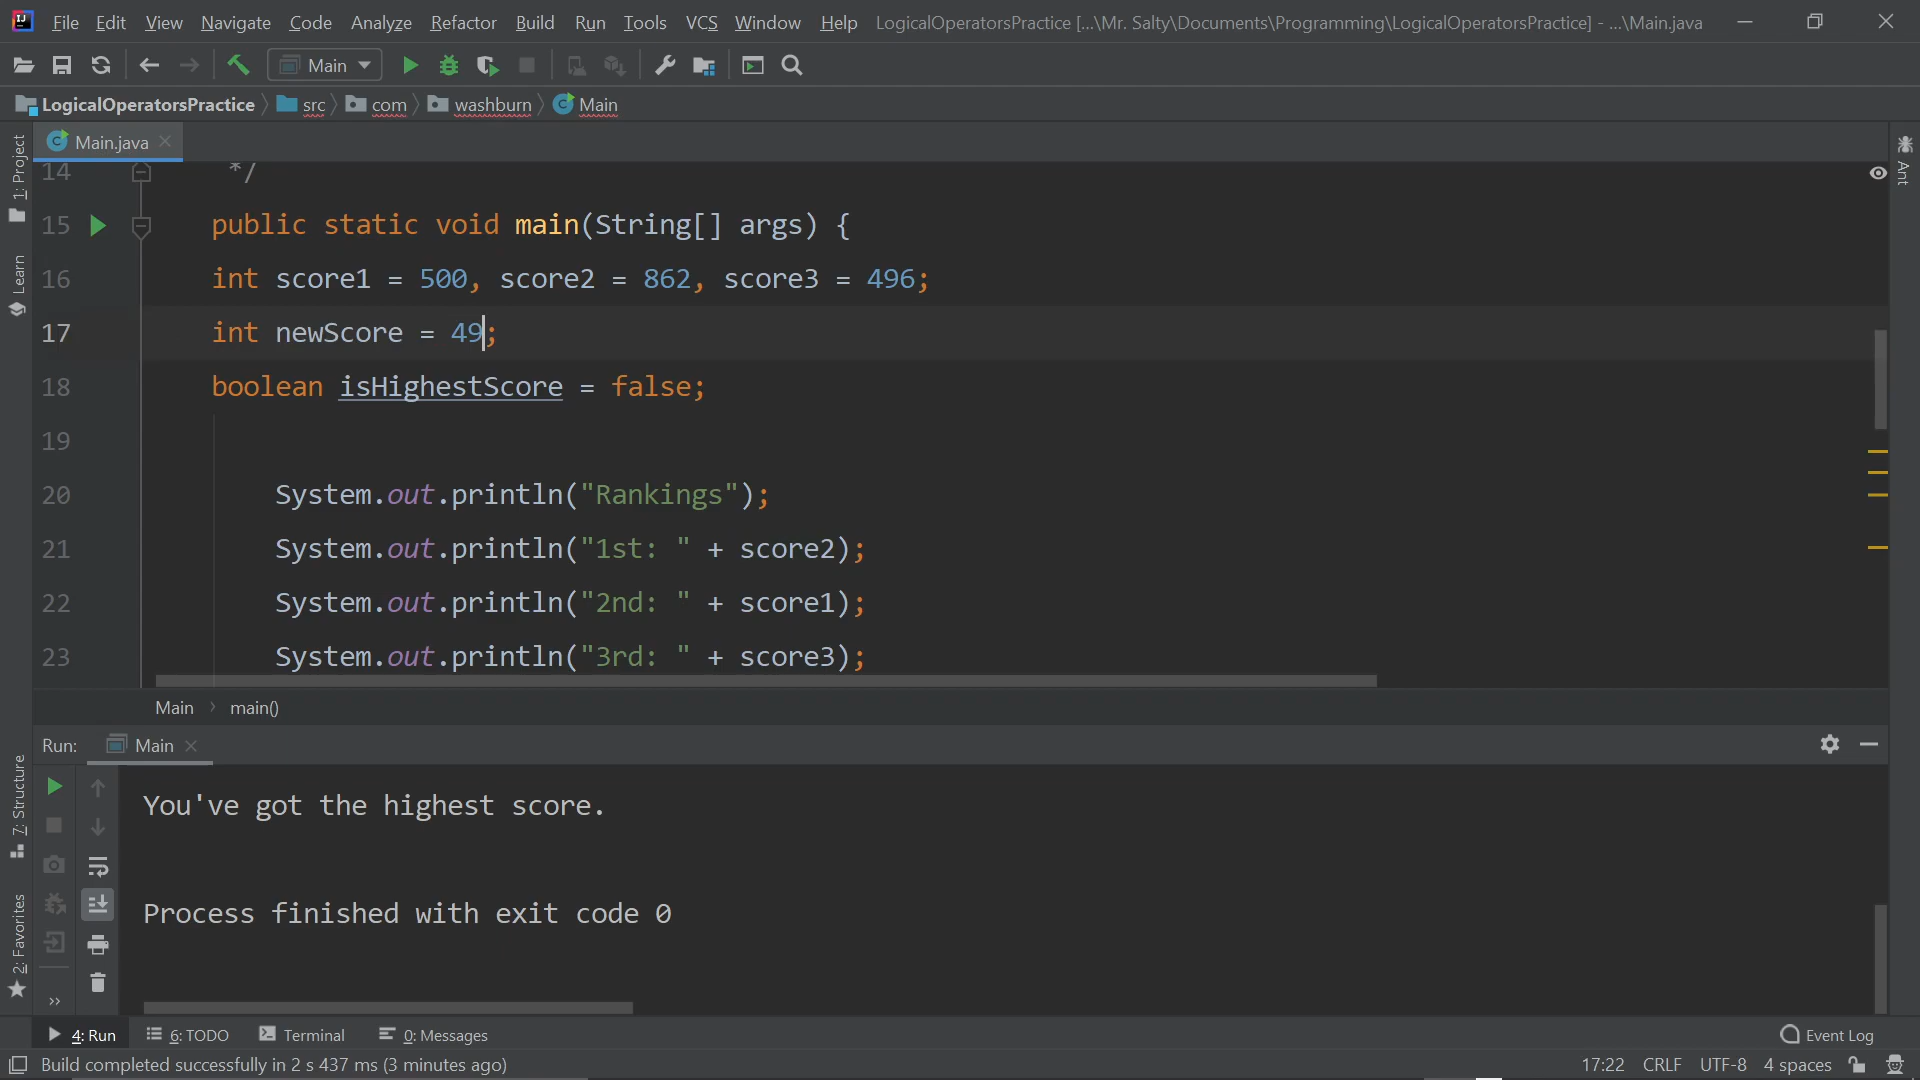 File Edit View Navigate Code Analyze Refactor Build Run Tools VCS Window Help LogicalOperatorsPractice [...\Mr. Salty\Documents\Programming\LogicalOperatorsPractice] - ...\Main.java
Main
LogicalOperatorsPractice src com washburn Main
Main.java
1: Project
Learn
7: Structure
2: Favorites
Ant
14 */
15 public static void main(String[] args) {
16 int score1 = 500, score2 = 862, score3 = 496;
17 int newScore = 49;
18 boolean isHighestScore = false;
19
20 System.out.println("Rankings");
21 System.out.println("1st: " + score2);
22 System.out.println("2nd: " + score1);
23 System.out.println("3rd: " + score3);
Main main()
Run: Main
You've got the highest score.
Process finished with exit code 0
4: Run 6: TODO Terminal 0: Messages Event Log
Build completed successfully in 2 s 437 ms (3 minutes ago) 17:22 CRLF UTF-8 4 spaces